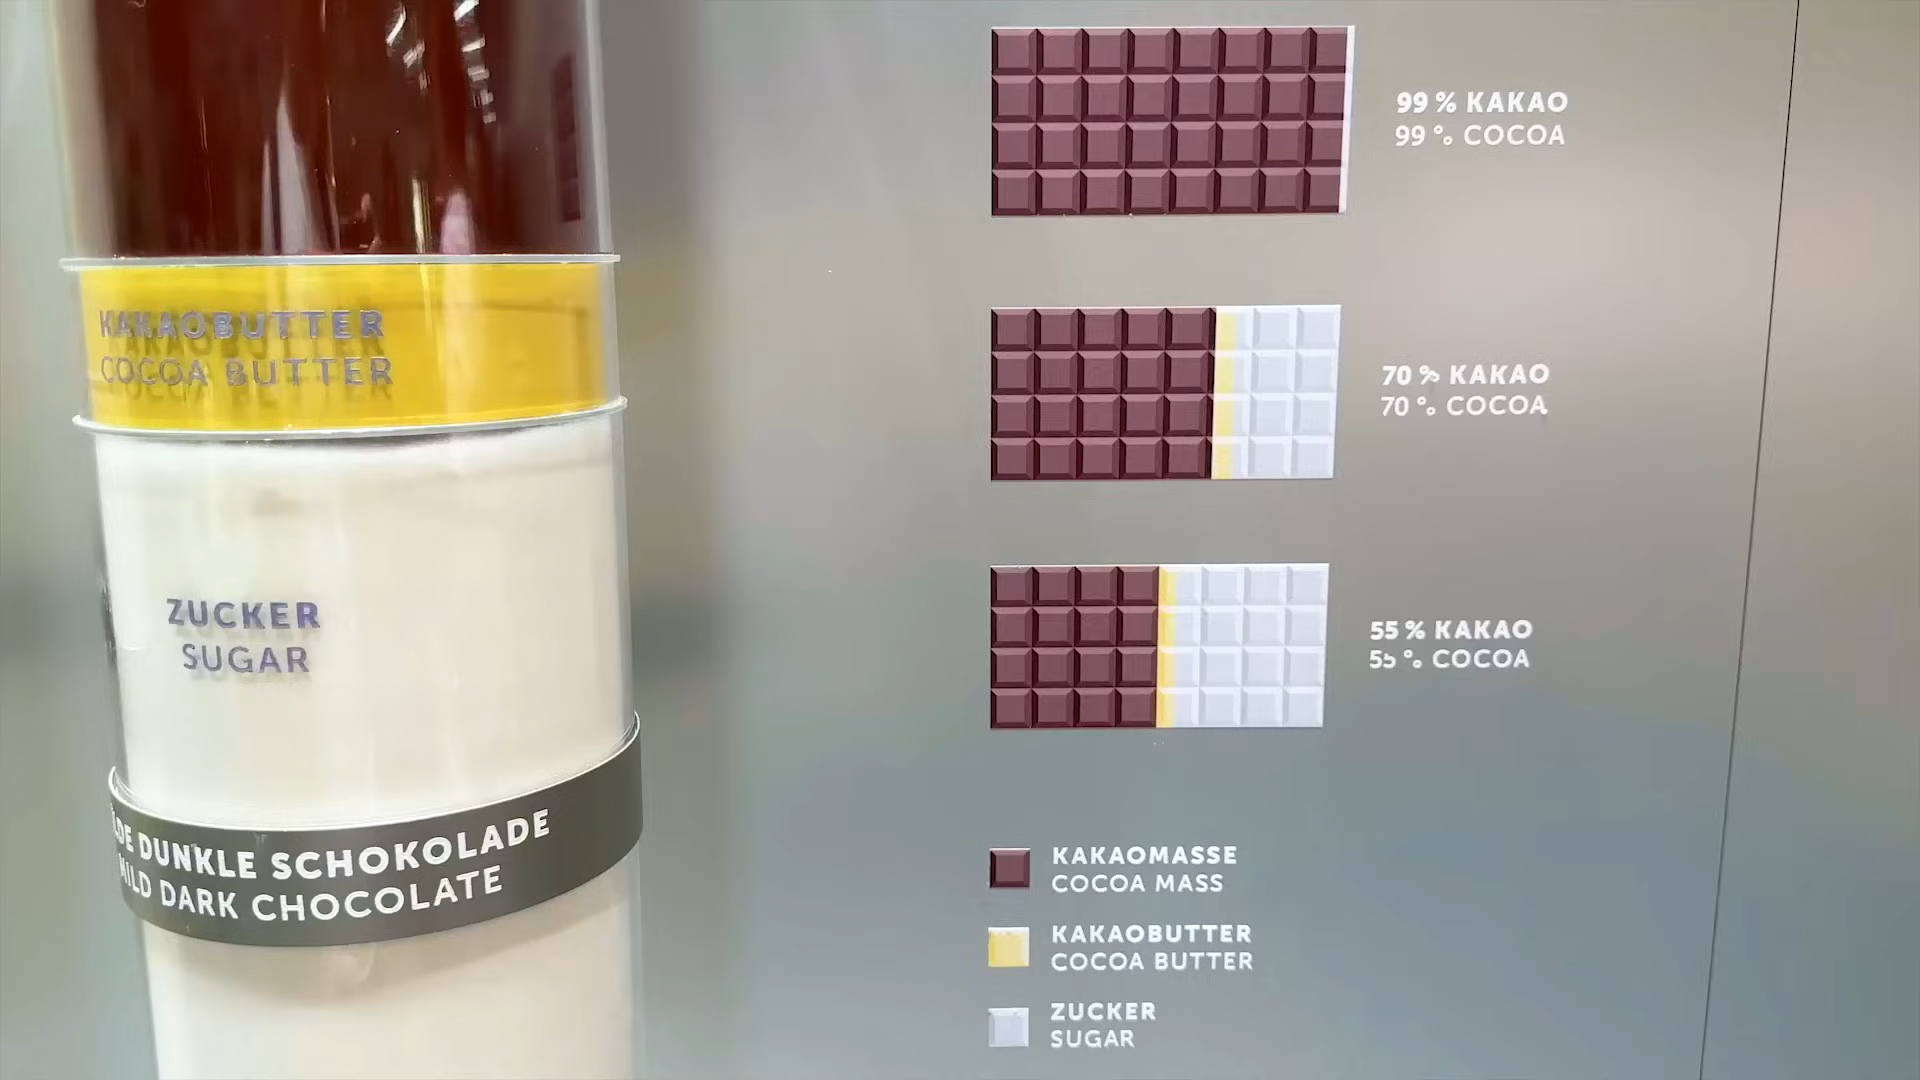 KAKAOBUTTER
COCOA BUTTER
ZUCKER
SUGAR
DUNKLE SCHOKOLADE
MILD DARK CHOCOLATE
99 % KAKAO
99 % COCOA
70 % KAKAO
70 % COCOA
55 % KAKAO
55 % COCOA
KAKAOMASSE
COCOA MASS
KAKAOBUTTER
COCOA BUTTER
ZUCKER
SUGAR